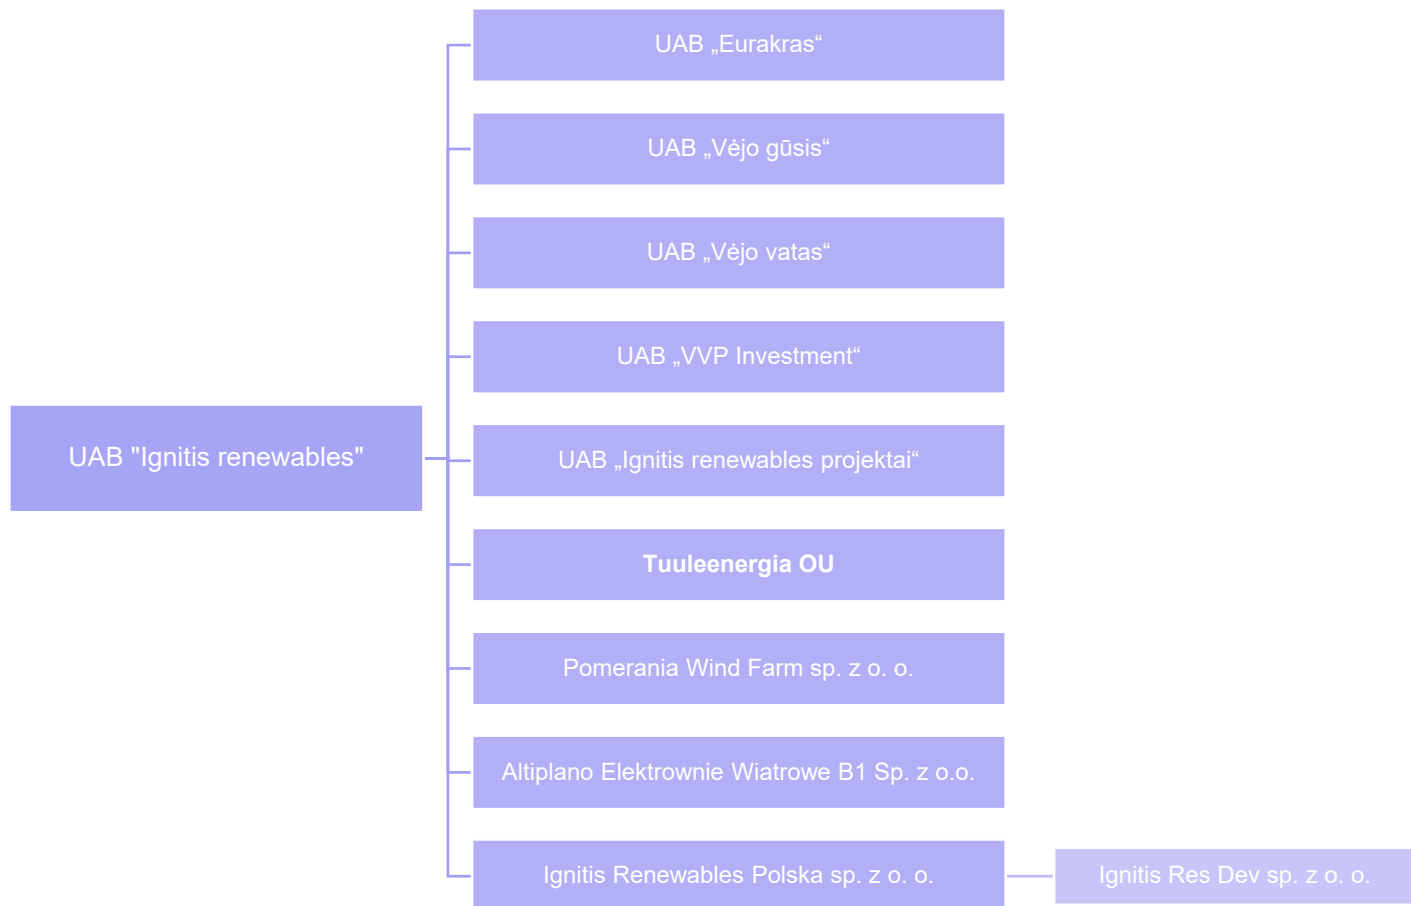 UAB „Eurakras“
UAB „Vėjo gūsis“
UAB „Vėjo vatas“
UAB „VVP Investment“
UAB "Ignitis renewables"
UAB „Ignitis renewables projektai“
Tuuleenergia OU
Pomerania Wind Farm sp. z o. o.
Altiplano Elektrownie Wiatrowe B1 Sp. z o.o.
Ignitis Renewables Polska sp. z o. o.
Ignitis Res Dev sp. z o. o.